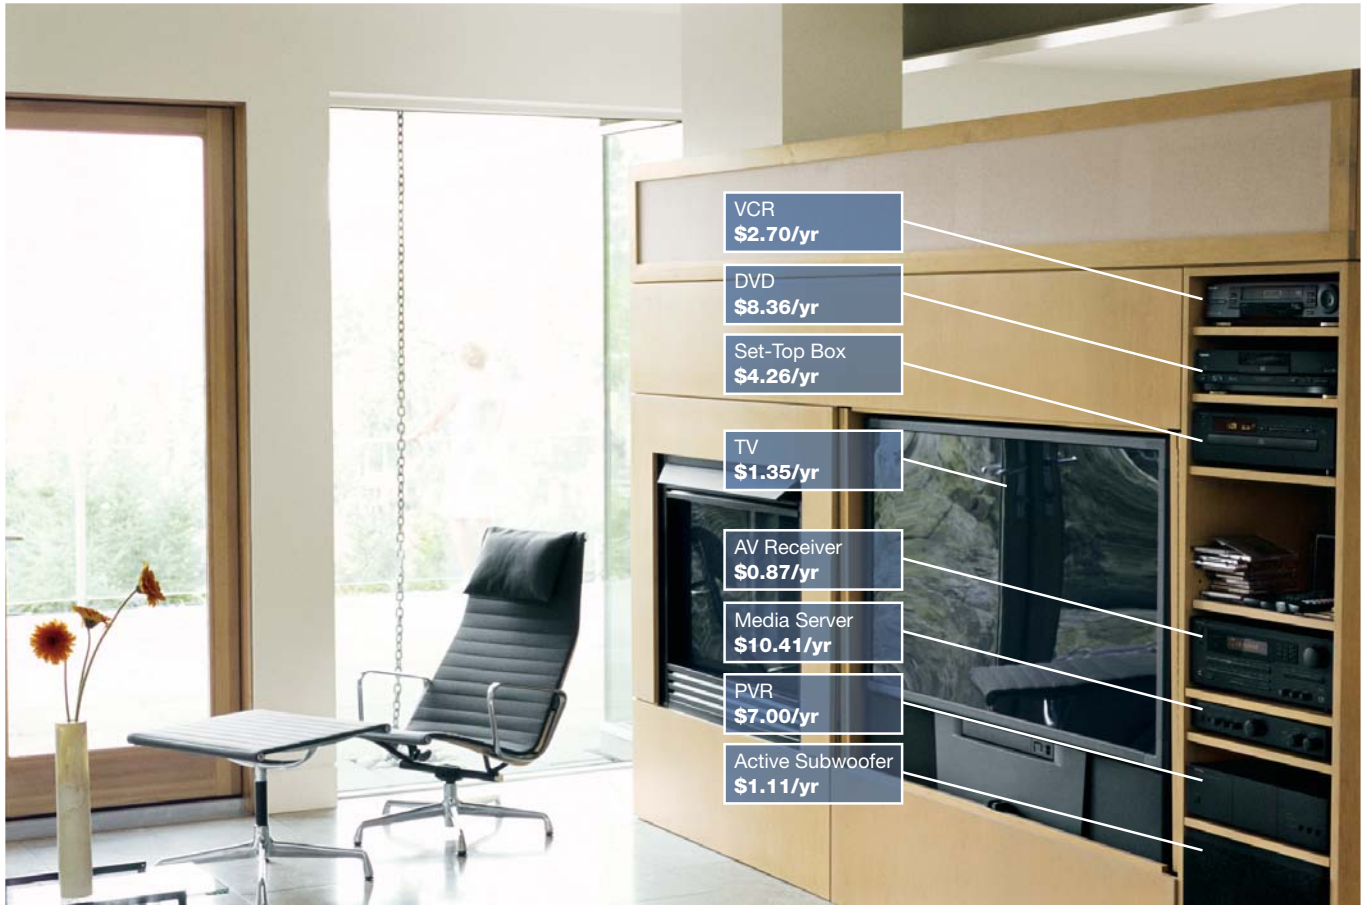 VCR
$2.70/yr
DVD
$8.36/yr
Set-Top Box
$4.26/yr
TV
$1.35/yr
AV Receiver
$0.87/yr
Media Server
$10.41/yr
PVR
$7.00/yr
Active Subwoofer
$1.11/yr